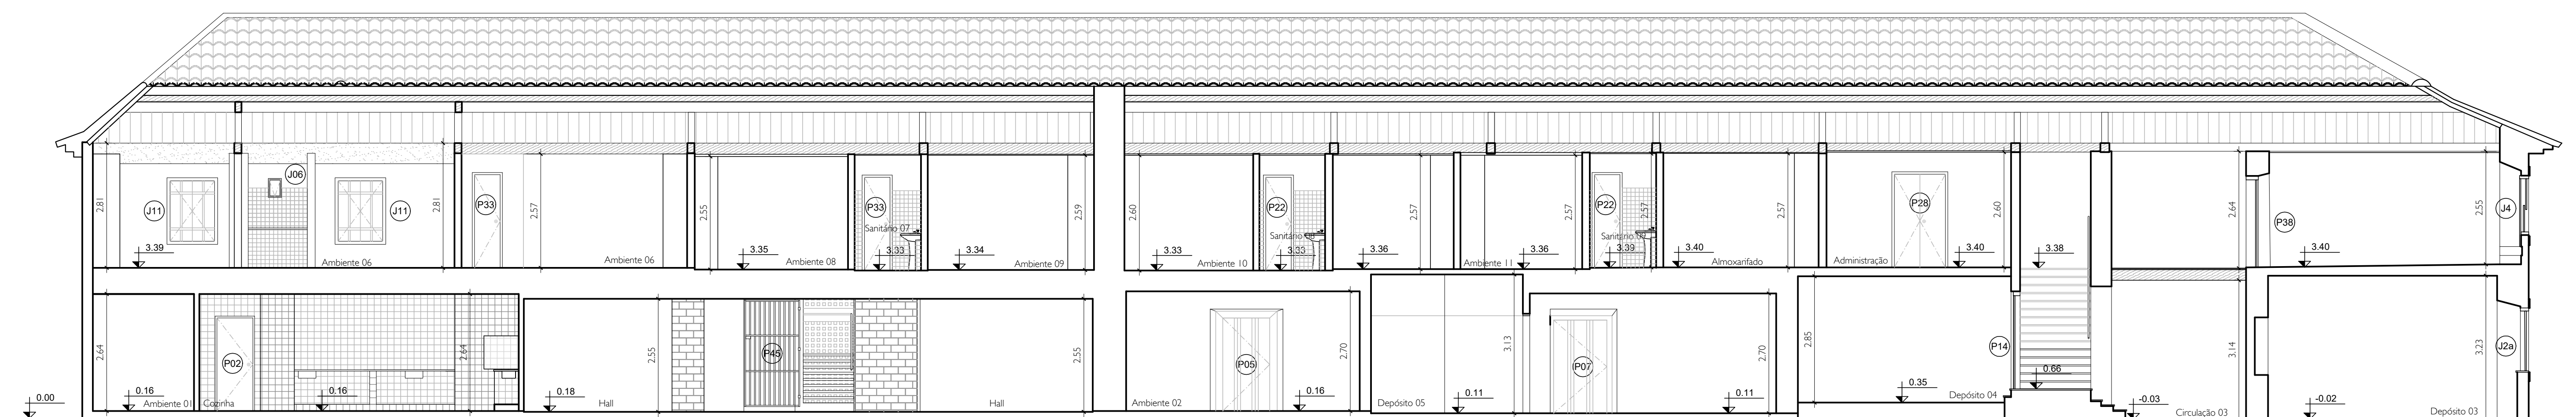 J06
J11
J11
P33
P33
P22
P22
P28
P38
J4
2.81
2.81
2.57
2.55
2.59
2.60
2.57
2.57
2.57
2.57
2.60
2.64
2.55
Sanitário 07
3.39
3.35
3.33
3.34
3.33
3.33
3.36
3.36
3.39
3.40
3.40
3.38
3.40
Ambiente 06
Ambiente 06
Ambiente 08
Ambiente 09
Ambiente 10
Ambiente 11
Almoxarifado
Administração
P02
P45
P05
P07
P14
J2a
2.64
2.64
2.55
2.55
2.70
3.13
2.70
2.85
3.14
3.23
0.00
0.16
0.16
0.18
0.16
0.11
0.11
0.35
0.66
-0.03
-0.02
Ambiente 01
Cozinha
Hall
Hall
Ambiente 02
Depósito 05
Depósito 04
Circulação 03
Depósito 03